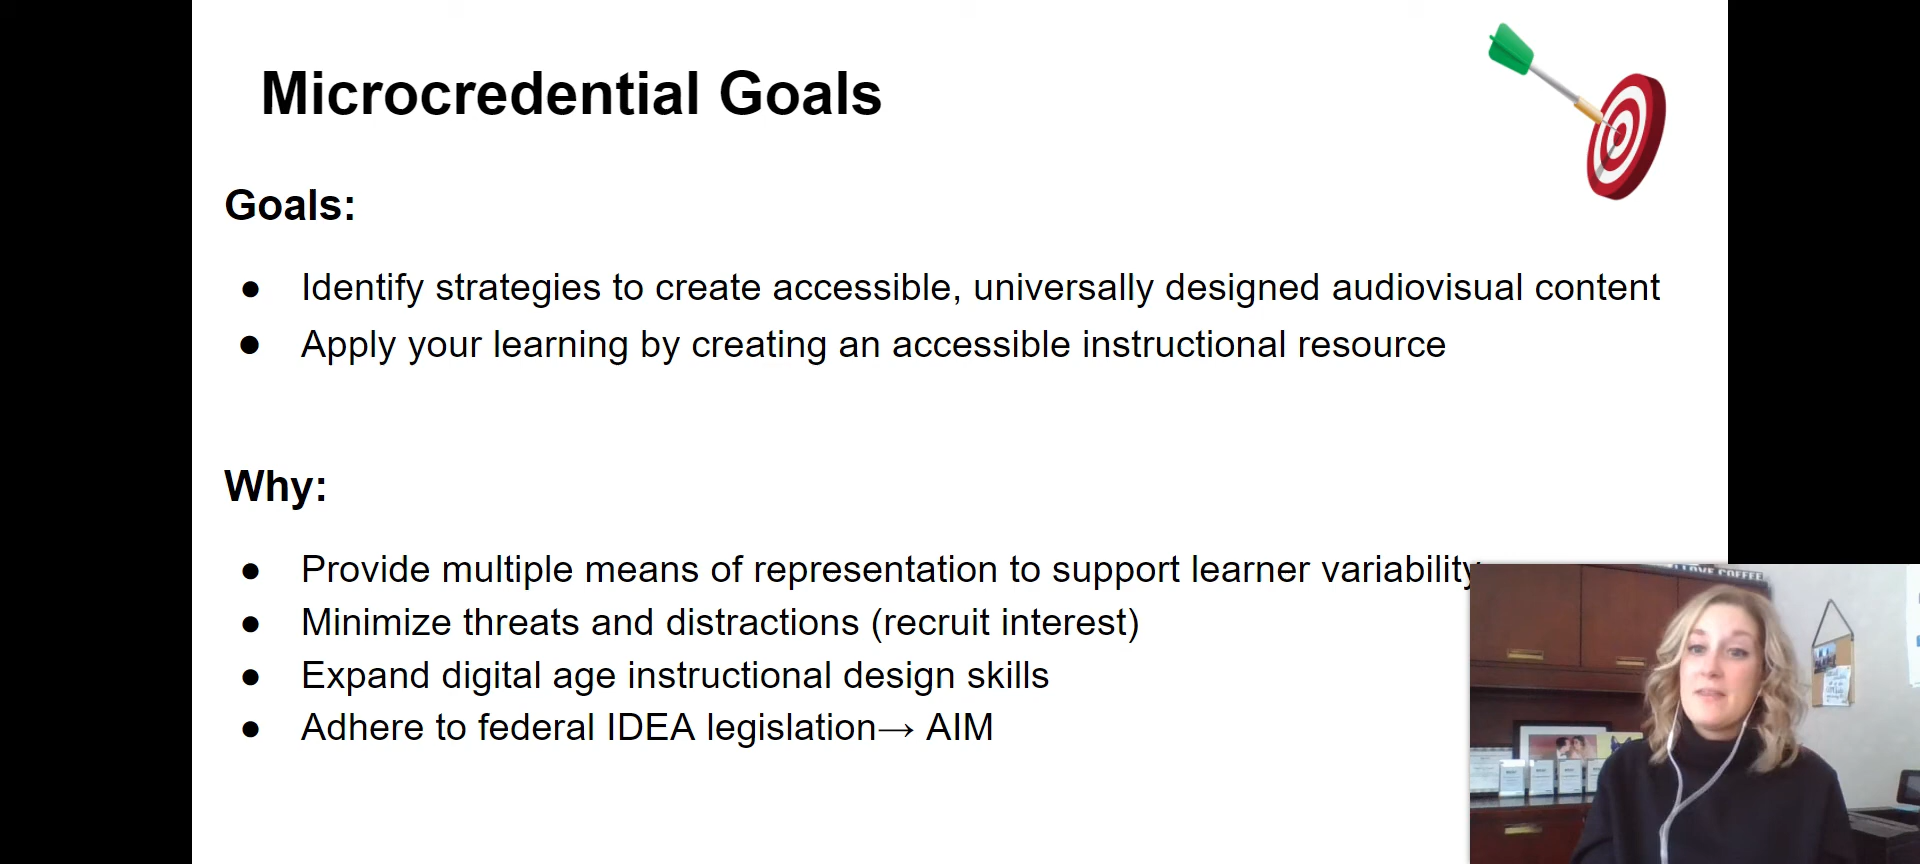 Microcredential Goals
Goals:
● Identify strategies to create accessible, universally designed audiovisual content
● Apply your learning by creating an accessible instructional resource
Why:
● Provide multiple means of representation to support learner variability
● Minimize threats and distractions (recruit interest)
● Expand digital age instructional design skills
● Adhere to federal IDEA legislation→ AIM
I LOVE COFFEE